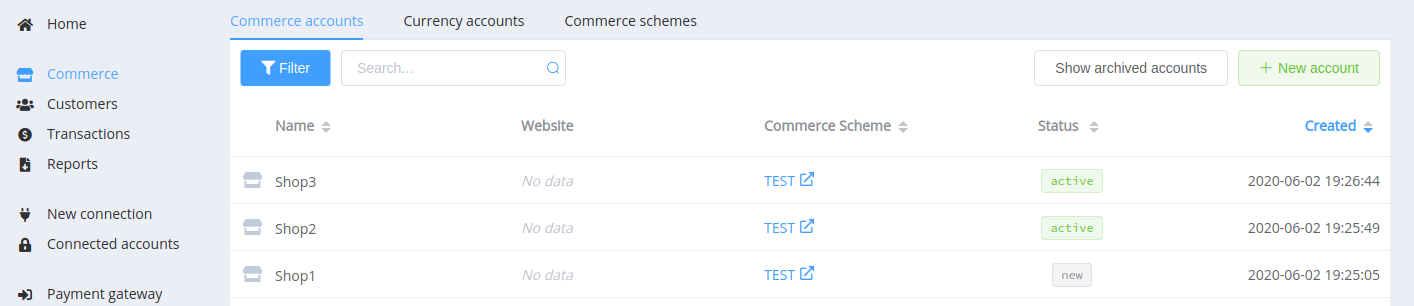 Home
Commerce
Customers
Transactions
Reports
New connection
Connected accounts
Payment gateway
Commerce accounts Currency accounts Commerce schemes
Filter Search... Show archived accounts + New account
Name Website Commerce Scheme Status Created
Shop3 No data TEST active 2020-06-02 19:26:44
Shop2 No data TEST active 2020-06-02 19:25:49
Shop1 No data TEST new 2020-06-02 19:25:05